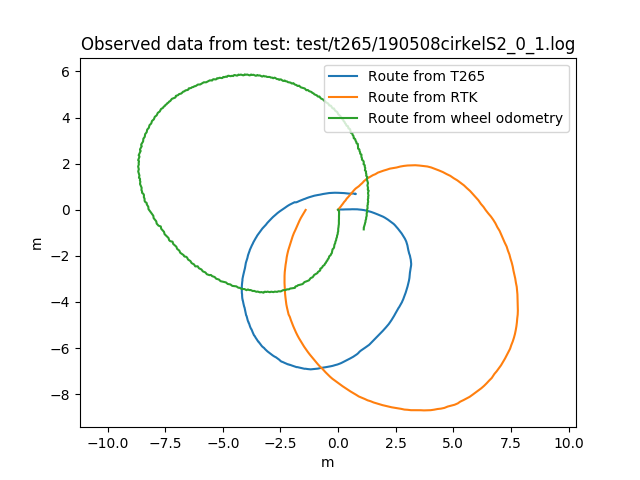 Observed data from test: test/t265/190508cirkelS2_0_1.log
Route from T265
Route from RTK
Route from wheel odometry
6
4
2
0
−2
−4
−6
−8
m
−10.0 −7.5 −5.0 −2.5 0.0 2.5 5.0 7.5 10.0
m